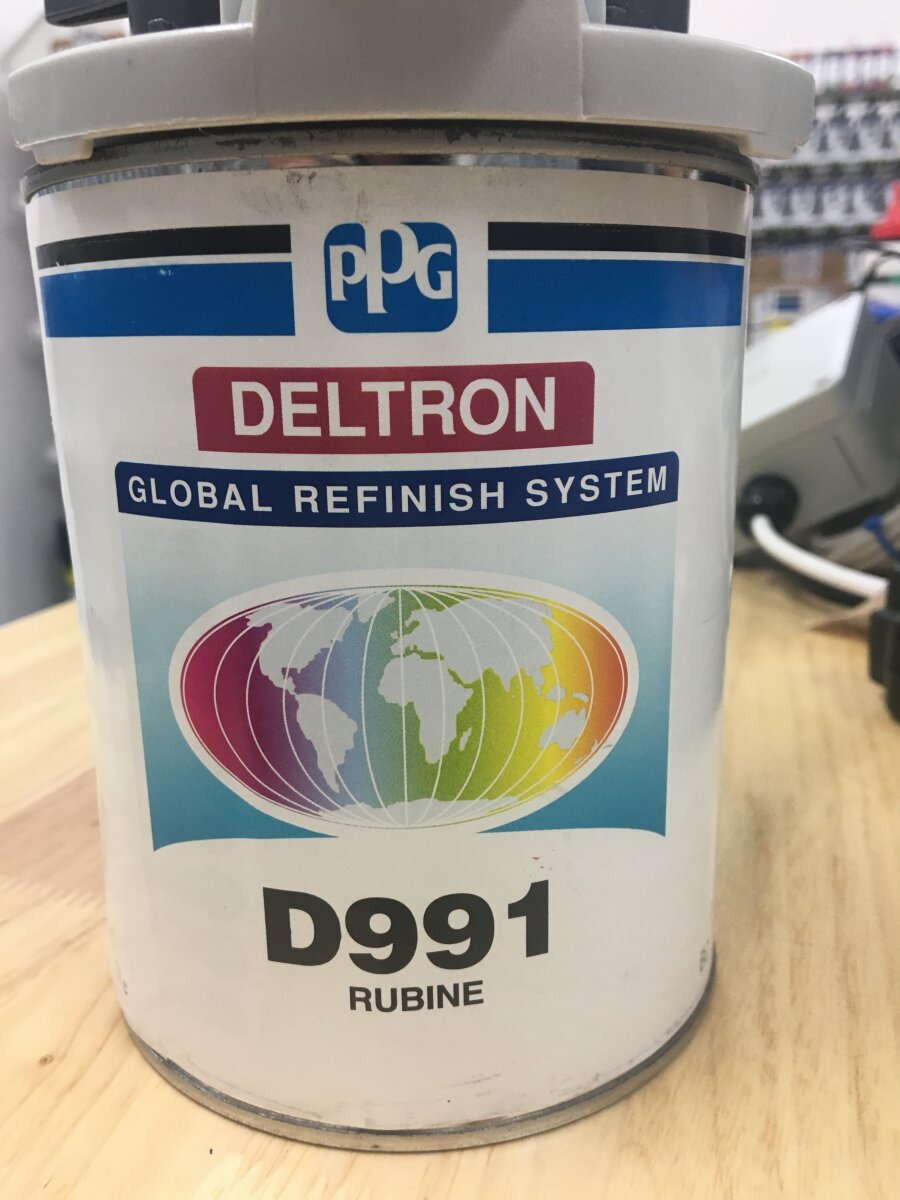 PPG
DELTRON
GLOBAL REFINISH SYSTEM
D991
RUBINE